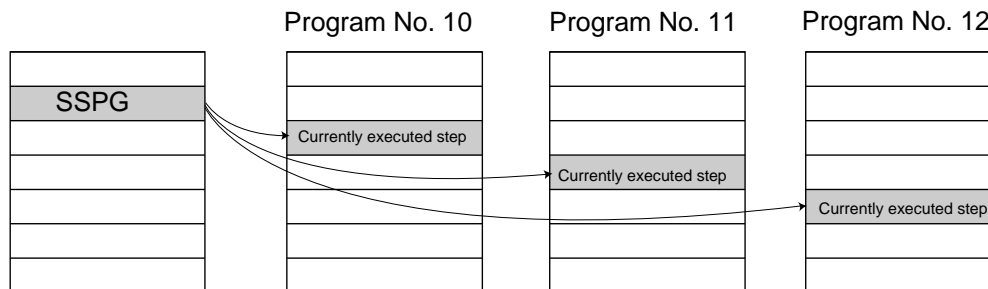 Program No. 10
Program No. 11
Program No. 12
SSPG
Currently executed step
Currently executed step
Currently executed step